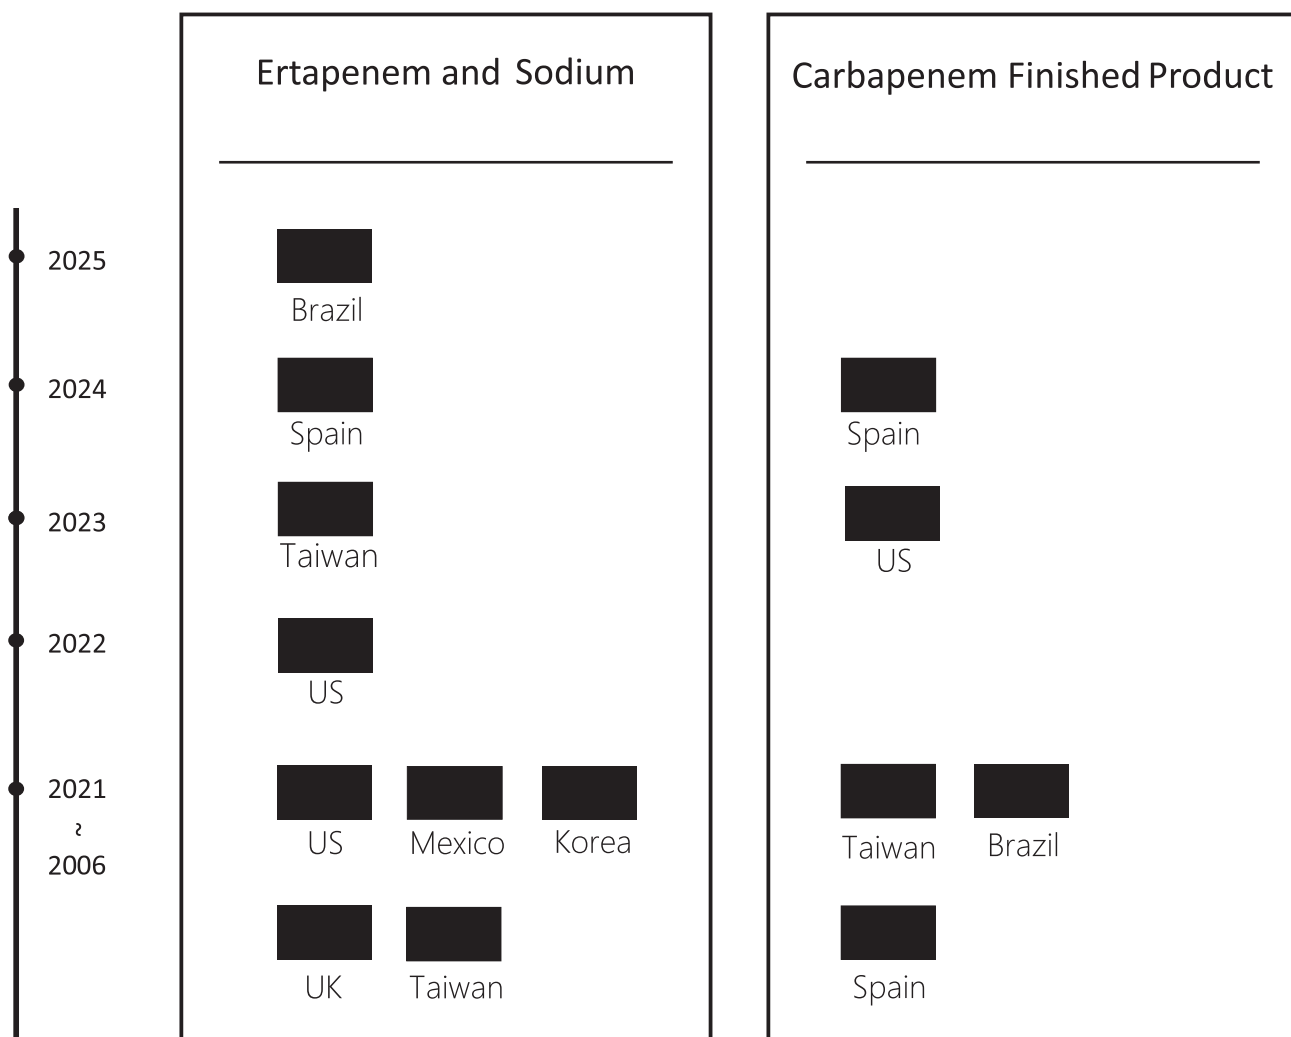 Ertapenem and Sodium
Carbapenem Finished Product
2025
Brazil
2024
Spain
Spain
2023
Taiwan
US
2022
US
2021
~
2006
US
Mexico
Korea
Taiwan
Brazil
UK
Taiwan
Spain